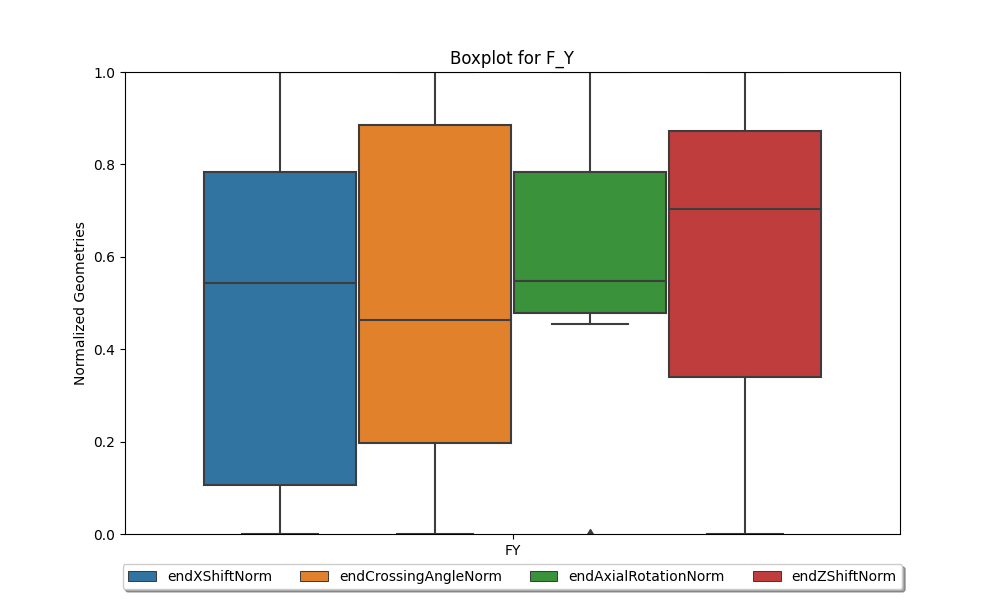 Boxplot for F_Y
1.0
0.8
0.6
0.4
0.2
0.0
Normalized Geometries
FY
endXShiftNorm endCrossingAngleNorm endAxialRotationNorm endZShiftNorm